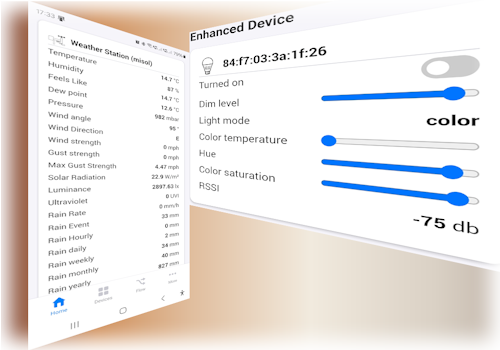 17:33
Weather Station (misol)
Temperature 14.7 °C
Humidity 87 %
Feels Like 14.7 °C
Dew point 12.6 °C
Pressure 982 mbar
Wind angle 95 °
Wind Direction E
Wind strength 0 mph
Gust strength 0 mph
Max Gust Strength 4.47 mph
Solar Radiation 22.9 W/m²
Luminance 2897.63 lx
Ultraviolet 0 UVI
Rain Rate 0 mm/h
Rain Event 33 mm
Rain Hourly 2 mm
Rain daily 34 mm
Rain weekly 40 mm
Rain monthly 827 mm
Rain yearly
Home Devices Flow More
Enhanced Device
84:f7:03:3a:1f:26
Turned on
Dim level
Light mode color
Color temperature
Hue
Color saturation
RSSI -75 db